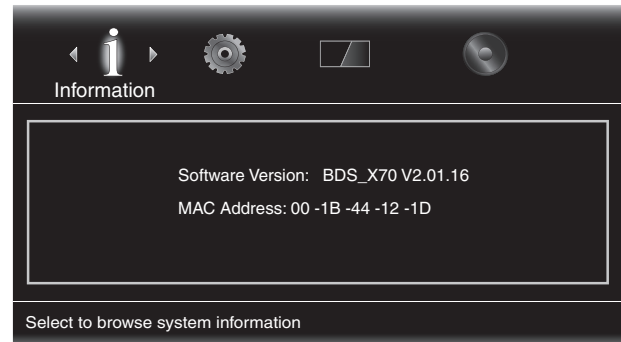 Information
Software Version: BDS_X70 V2.01.16
MAC Address: 00 -1B -44 -12 -1D
Select to browse system information